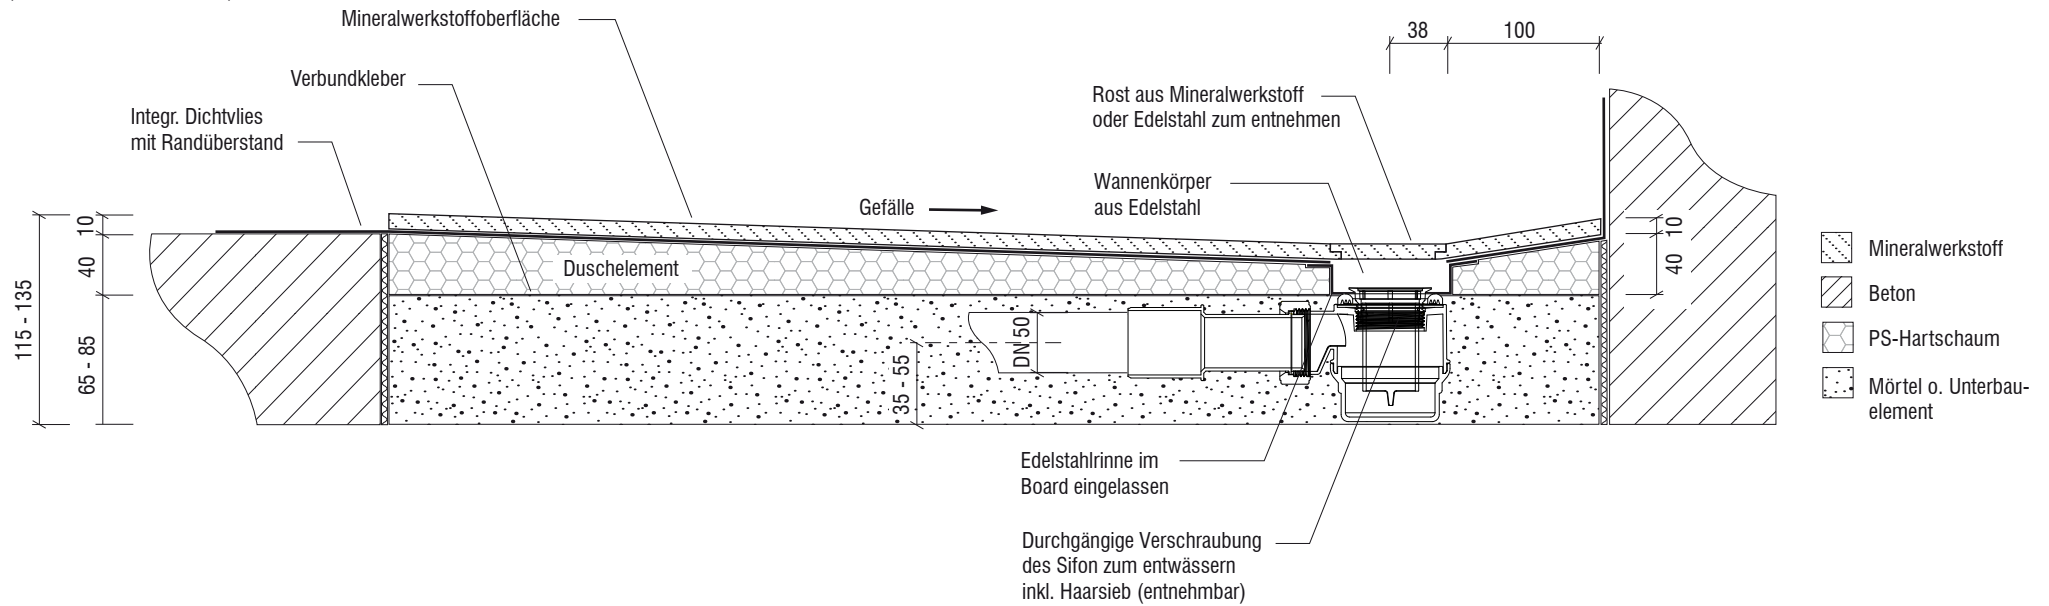 Mineralwerkstoffoberfläche
Verbundkleber
Integr. Dichtvlies
mit Randüberstand
38
100
Rost aus Mineralwerkstoff
oder Edelstahl zum entnehmen
Wannenkörper
aus Edelstahl
Gefälle
10
40
65 - 85
115 - 135
Duschelement
10
40
DN 50
35 - 55
Mineralwerkstoff
Beton
PS-Hartschaum
Mörtel o. Unterbau-
element
Edelstahlrinne im
Board eingelassen
Durchgängige Verschraubung
des Sifon zum entwässern
inkl. Haarsieb (entnehmbar)